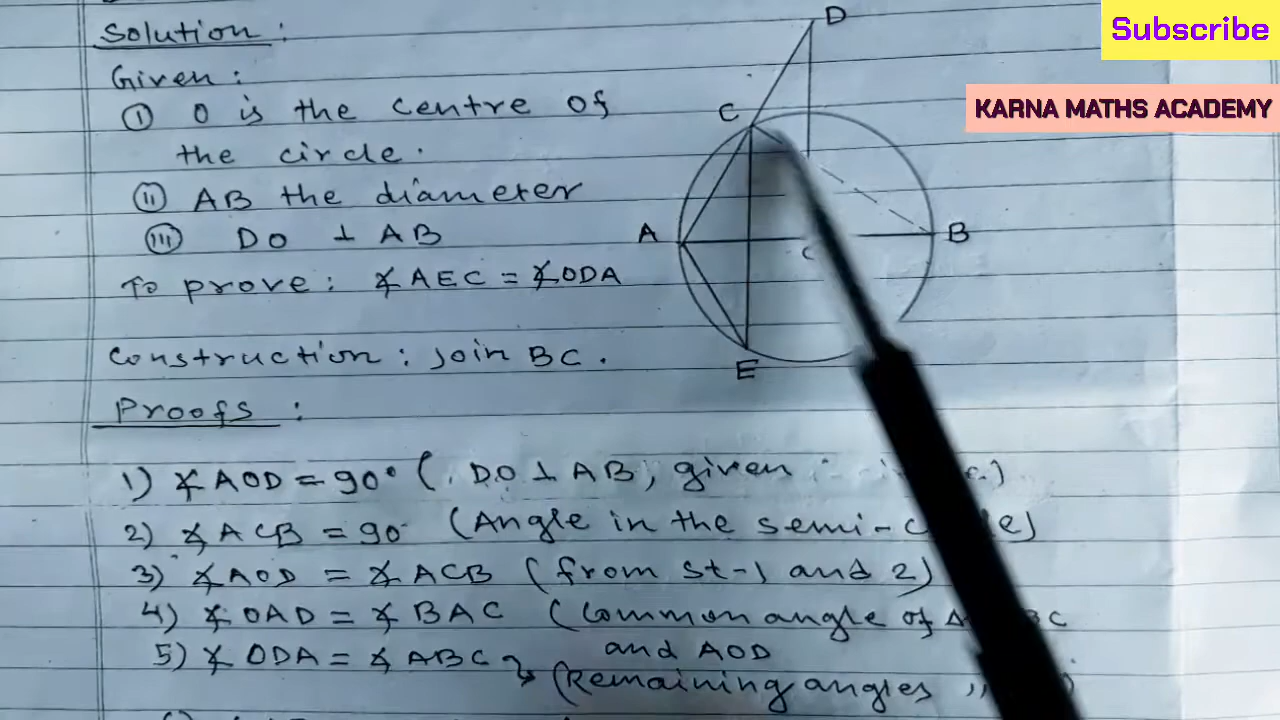 Subscribe
KARNA MATHS ACADEMY
Solution :
Given :
(i) O is the centre of
the circle.
(ii) AB the diameter
(iii) DO ⊥ AB
To prove : ∡AEC = ∡ODA
Construction : Join BC.
Proofs :
1) ∡AOD = 90° (. DO ⊥ AB, given
2) ∡ACB = 90° (Angle in the semi-
3) ∡AOD = ∡ACB (from st-1 and 2)
4) ∡OAD = ∡BAC (Common angle of
and AOD
5) ∡ODA = ∡ABC (Remaining angles
D
C
A
B
E